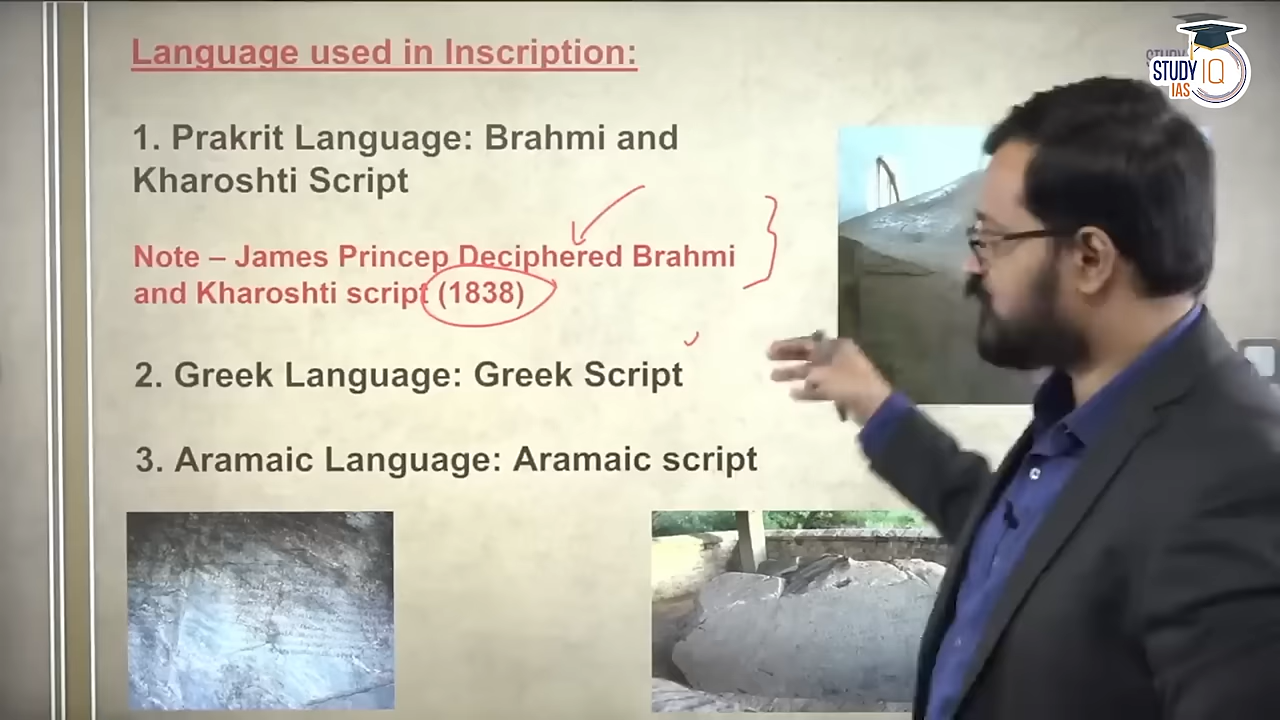 Language used in Inscription:
STUDY
STUDY IQ
IAS
1. Prakrit Language: Brahmi and
Kharoshti Script
Note – James Princep Deciphered Brahmi
and Kharoshti script (1838)
2. Greek Language: Greek Script
3. Aramaic Language: Aramaic script